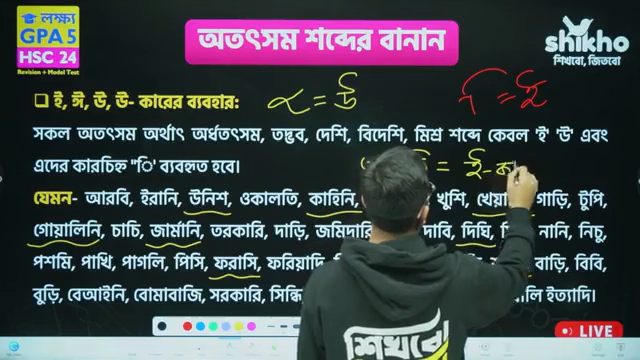 লক্ষ্য
GPA 5
HSC 24
Revision + Model Test
অতৎসম শব্দের বানান
shikho
শিখবো, জিতবো
ই, ঈ, উ, উ- কারের ব্যবহার:
= উ
= ই
সকল অতৎসম অর্থাৎ অর্ধতৎসম, তদ্ভব, দেশি, বিদেশি, মিশ্র শব্দে কেবল 'ই' 'উ' এবং
এদের কারচিহ্ন "ি" ব্যবহৃত হবে।
= ই-
যেমন - আরবি, ইরানি, উনিশ, ওকালতি, কাহিনি, খুশি, গাড়ি, টুপি,
গোয়ালিনি, চাচি, জার্মানি, তরকারি, দাড়ি, জমিদারি দাবি, দিঘি, নানি, নিচু,
পশমি, পাখি, পাগলি, পিসি, ফরাসি, ফরিয়াদি বাড়ি, বিবি,
বুড়ি, বেআইনি, বোমাবাজি, সরকারি, সিন্ধি ইত্যাদি।
শিখবো
LIVE